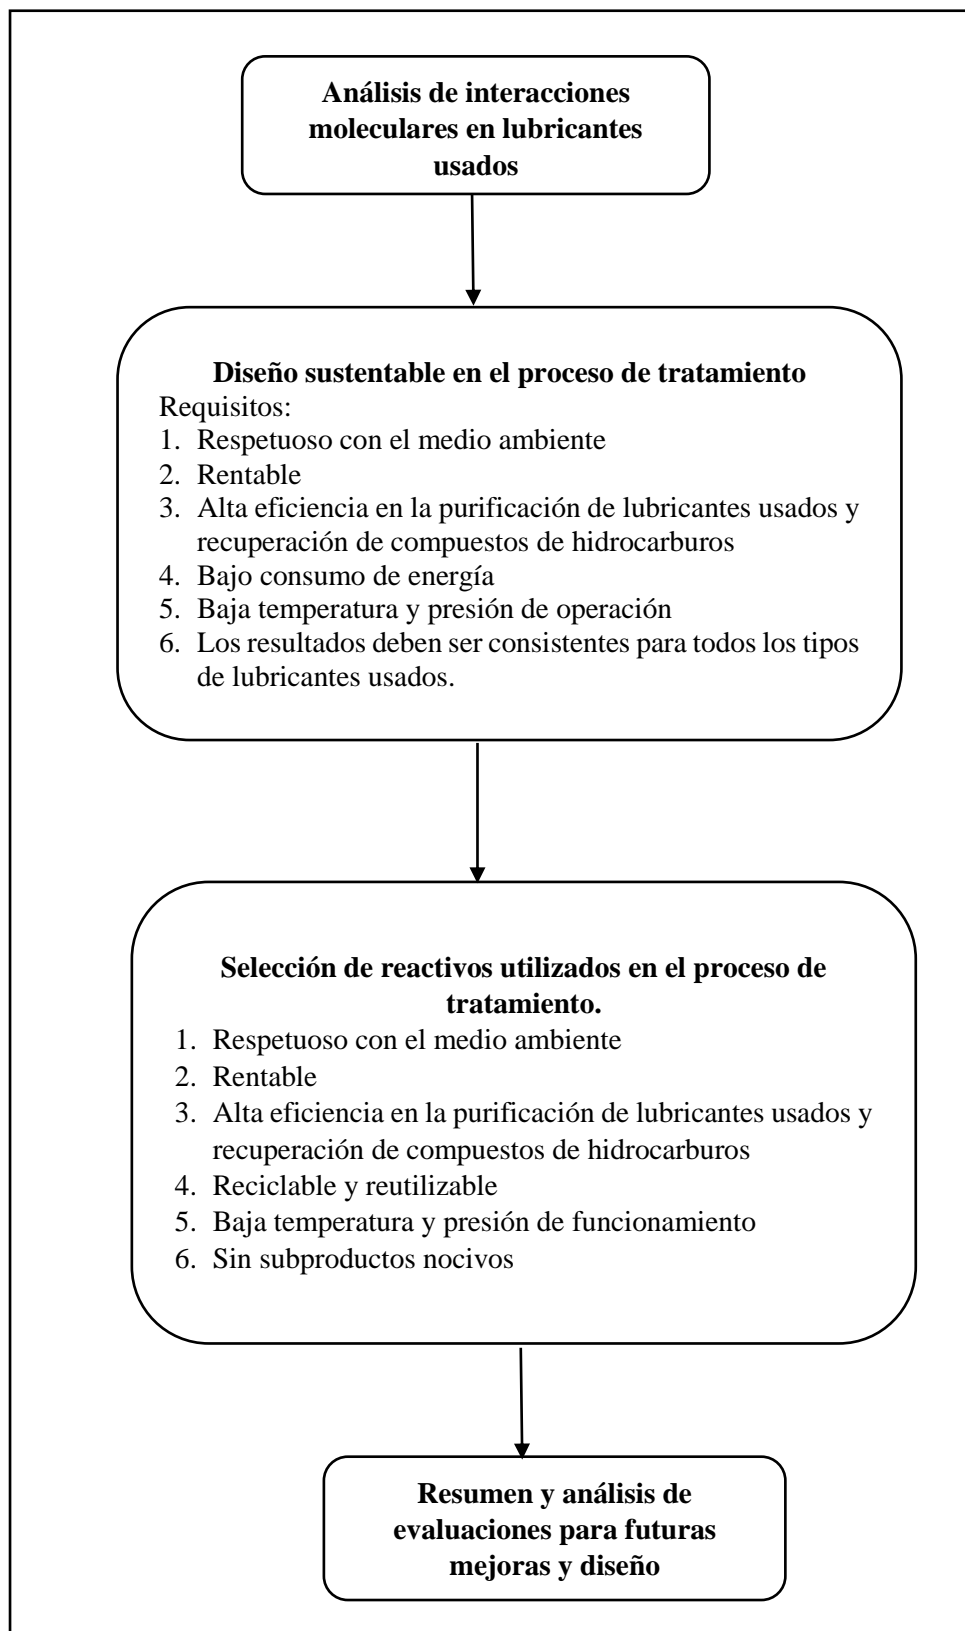 Análisis de interacciones
moleculares en lubricantes
usados
Diseño sustentable en el proceso de tratamiento
Requisitos:
1. Respetuoso con el medio ambiente
2. Rentable
3. Alta eficiencia en la purificación de lubricantes usados y
recuperación de compuestos de hidrocarburos
4. Bajo consumo de energía
5. Baja temperatura y presión de operación
6. Los resultados deben ser consistentes para todos los tipos
de lubricantes usados.
Selección de reactivos utilizados en el proceso de
tratamiento.
1. Respetuoso con el medio ambiente
2. Rentable
3. Alta eficiencia en la purificación de lubricantes usados y
recuperación de compuestos de hidrocarburos
4. Reciclable y reutilizable
5. Baja temperatura y presión de funcionamiento
6. Sin subproductos nocivos
Resumen y análisis de
evaluaciones para futuras
mejoras y diseño